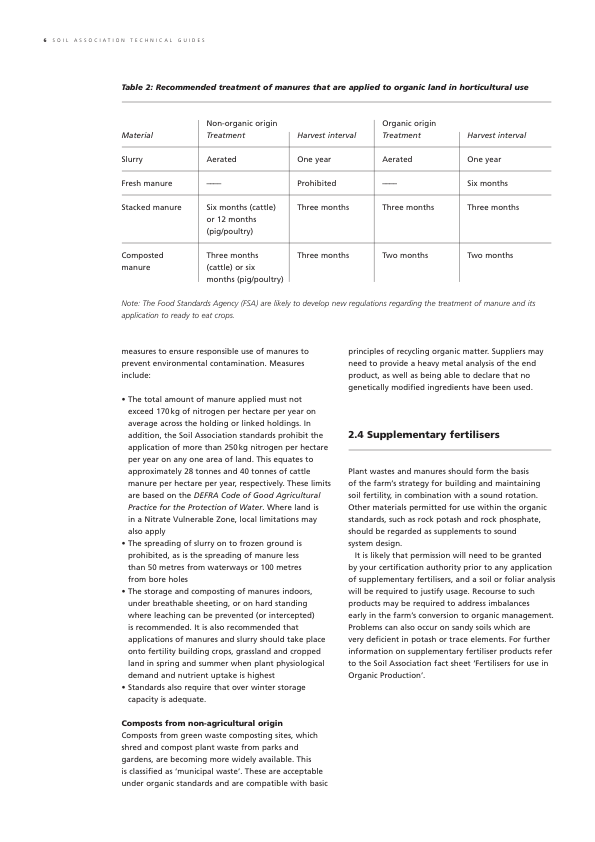 6 SOIL ASSOCIATION TECHNICAL GUIDES
Table 2: Recommended treatment of manures that are applied to organic land in horticultural use
Non-organic origin Organic origin
Material Treatment Harvest interval Treatment Harvest interval
Slurry Aerated One year Aerated One year
Fresh manure —— Prohibited —— Six months
Stacked manure Six months (cattle) Three months Three months Three months
or 12 months
(pig/poultry)
Composted Three months Three months Two months Two months
manure (cattle) or six
months (pig/poultry)
Note: The Food Standards Agency (FSA) are likely to develop new regulations regarding the treatment of manure and its
application to ready to eat crops.
measures to ensure responsible use of manures to
prevent environmental contamination. Measures
include:
• The total amount of manure applied must not
exceed 170 kg of nitrogen per hectare per year on
average across the holding or linked holdings. In
addition, the Soil Association standards prohibit the
application of more than 250 kg nitrogen per hectare
per year on any one area of land. This equates to
approximately 28 tonnes and 40 tonnes of cattle
manure per hectare per year, respectively. These limits
are based on the DEFRA Code of Good Agricultural
Practice for the Protection of Water. Where land is
in a Nitrate Vulnerable Zone, local limitations may
also apply
• The spreading of slurry on to frozen ground is
prohibited, as is the spreading of manure less
than 50 metres from waterways or 100 metres
from bore holes
• The storage and composting of manures indoors,
under breathable sheeting, or on hard standing
where leaching can be prevented (or intercepted)
is recommended. It is also recommended that
applications of manures and slurry should take place
onto fertility building crops, grassland and cropped
land in spring and summer when plant physiological
demand and nutrient uptake is highest
• Standards also require that over winter storage
capacity is adequate.
Composts from non-agricultural origin
Composts from green waste composting sites, which
shred and compost plant waste from parks and
gardens, are becoming more widely available. This
is classified as ‘municipal waste’. These are acceptable
under organic standards and are compatible with basic
principles of recycling organic matter. Suppliers may
need to provide a heavy metal analysis of the end
product, as well as being able to declare that no
genetically modified ingredients have been used.
2.4 Supplementary fertilisers
Plant wastes and manures should form the basis
of the farm’s strategy for building and maintaining
soil fertility, in combination with a sound rotation.
Other materials permitted for use within the organic
standards, such as rock potash and rock phosphate,
should be regarded as supplements to sound
system design.
It is likely that permission will need to be granted
by your certification authority prior to any application
of supplementary fertilisers, and a soil or foliar analysis
will be required to justify usage. Recourse to such
products may be required to address imbalances
early in the farm’s conversion to organic management.
Problems can also occur on sandy soils which are
very deficient in potash or trace elements. For further
information on supplementary fertiliser products refer
to the Soil Association fact sheet ‘Fertilisers for use in
Organic Production’.